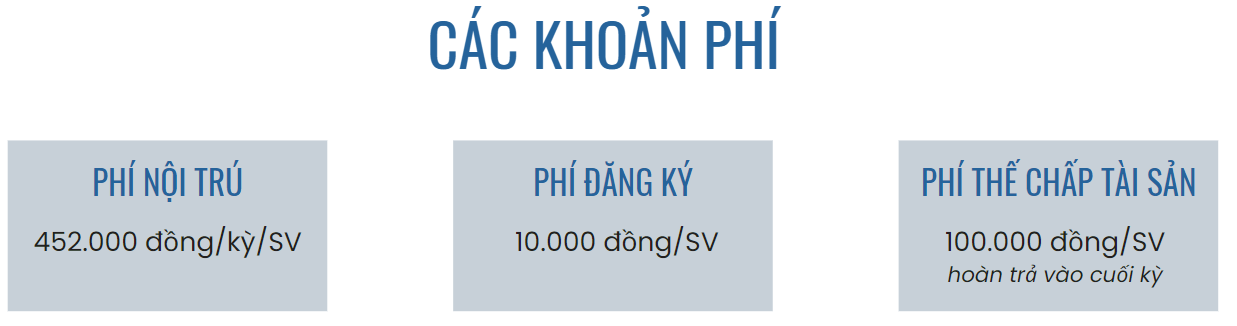 CÁC KHOẢN PHÍ
PHÍ NỘI TRÚ
452.000 đồng/kỳ/SV
PHÍ ĐĂNG KÝ
10.000 đồng/SV
PHÍ THẾ CHẤP TÀI SẢN
100.000 đồng/SV
hoàn trả vào cuối kỳ